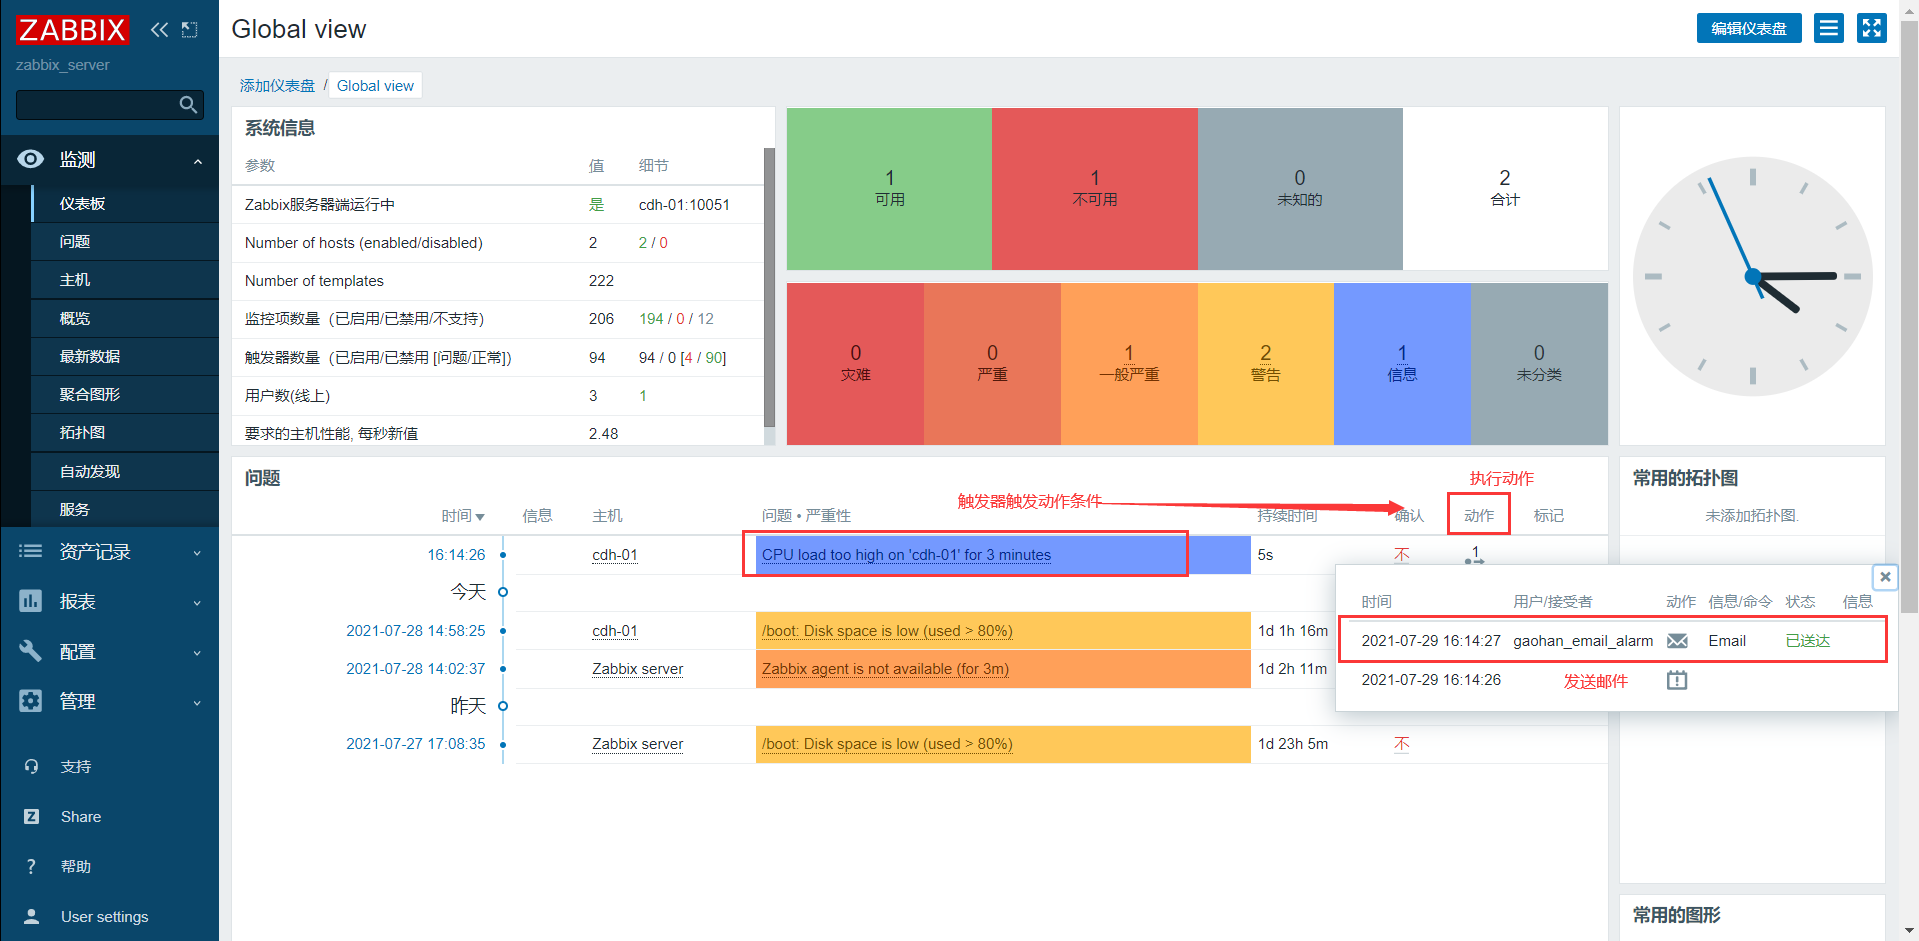 ZABBIX
zabbix_server
监测
仪表板
问题
主机
概览
最新数据
聚合图形
拓扑图
自动发现
服务
资产记录
报表
配置
管理
支持
Share
帮助
User settings
Global view
编辑仪表盘
添加仪表盘 / Global view
系统信息
参数 值 细节
Zabbix服务器端运行中 是 cdh-01:10051
Number of hosts (enabled/disabled) 2 2 / 0
Number of templates 222
监控项数量（已启用/已禁用/不支持） 206 194 / 0 / 12
触发器数量（已启用/已禁用 [问题/正常]） 94 94 / 0 [4 / 90]
用户数(线上) 3 1
要求的主机性能, 每秒新值 2.48
1 1 0 2
可用 不可用 未知的 合计
0 0 1 2 1 0
灾难 严重 一般严重 警告 信息 未分类
问题
触发器触发动作条件
执行动作
时间 信息 主机 问题 • 严重性 持续时间 确认 动作 标记
16:14:26 cdh-01 CPU load too high on 'cdh-01' for 3 minutes 5s 不 1
今天
2021-07-28 14:58:25 cdh-01 /boot: Disk space is low (used > 80%) 1d 1h 16m
2021-07-28 14:02:37 Zabbix server Zabbix agent is not available (for 3m) 1d 2h 11m
昨天
2021-07-27 17:08:35 Zabbix server /boot: Disk space is low (used > 80%) 1d 23h 5m 不
时间 用户/接受者 动作 信息/命令 状态 信息
2021-07-29 16:14:27 gaohan_email_alarm Email 已送达
2021-07-29 16:14:26
发送邮件
常用的拓扑图
未添加拓扑图.
常用的图形